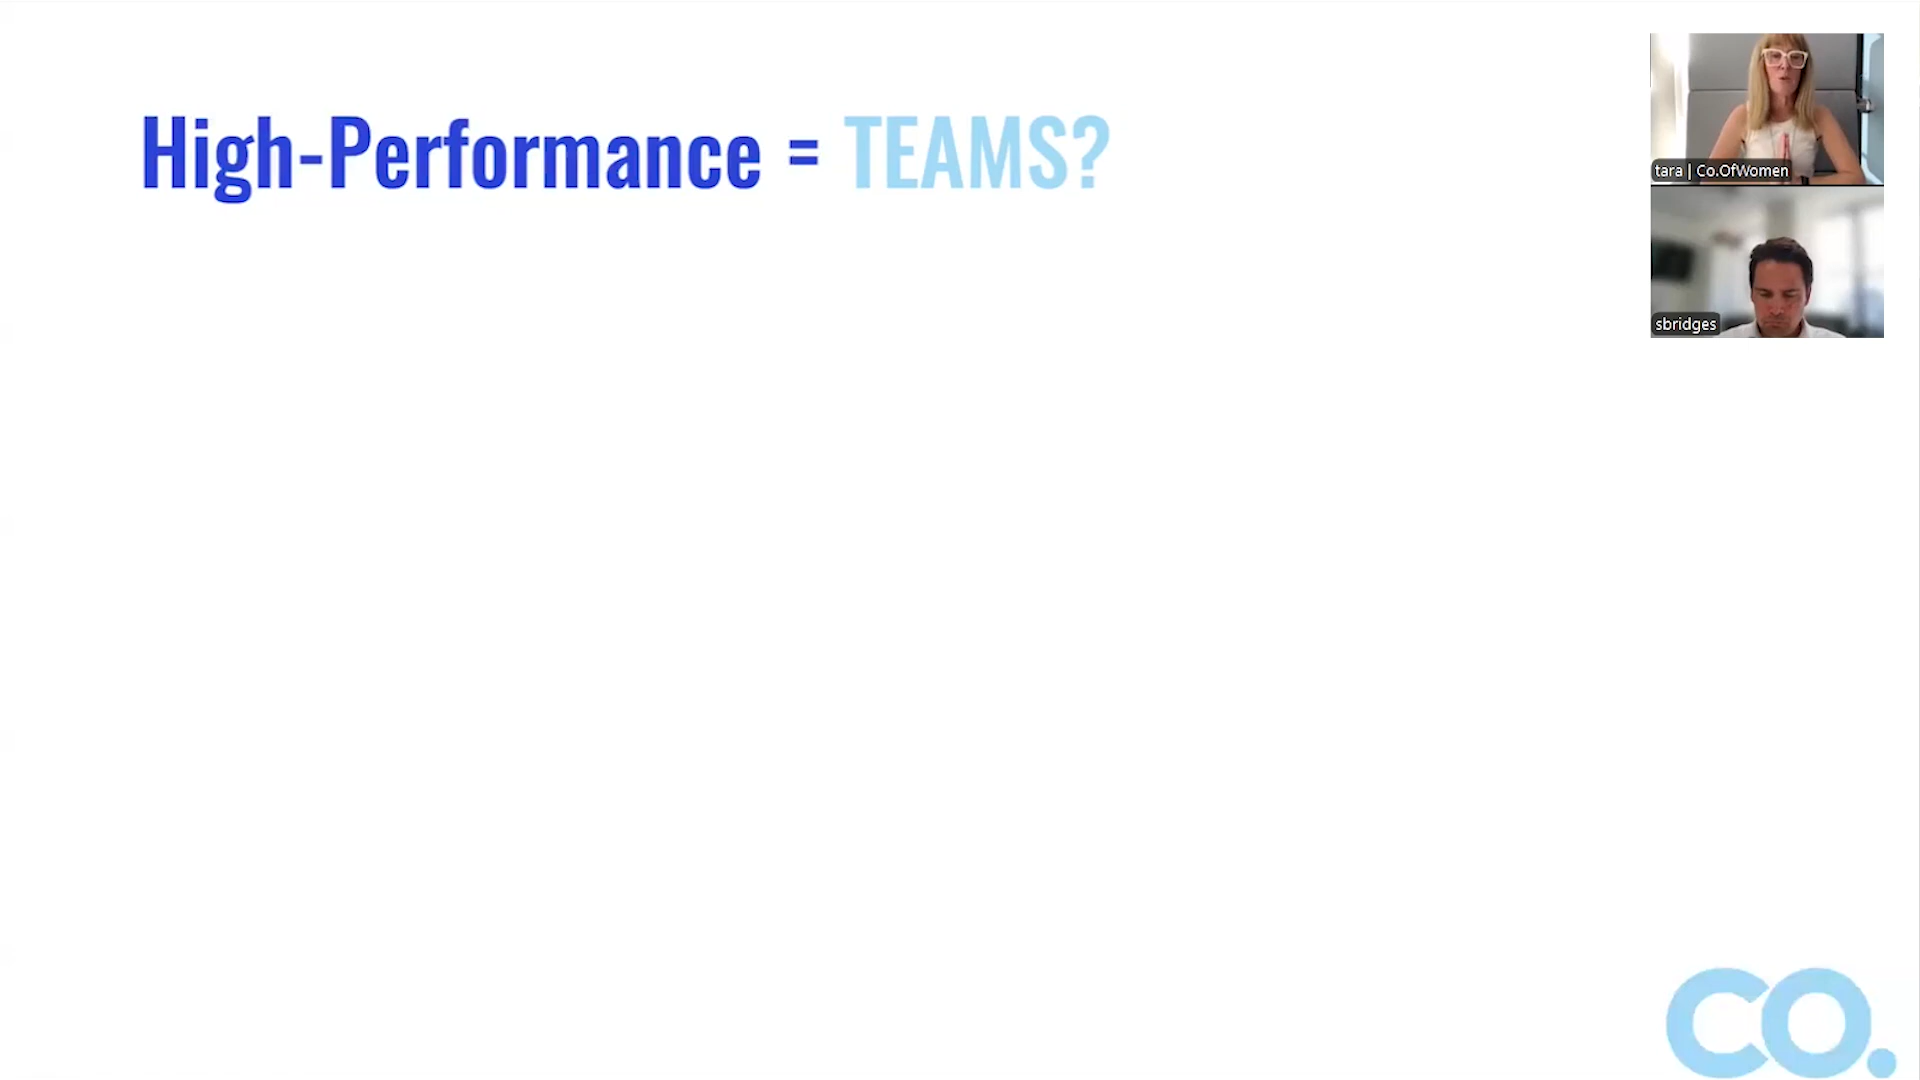 High-Performance = TEAMS?
tara | Co.OfWomen
sbridges
CO.